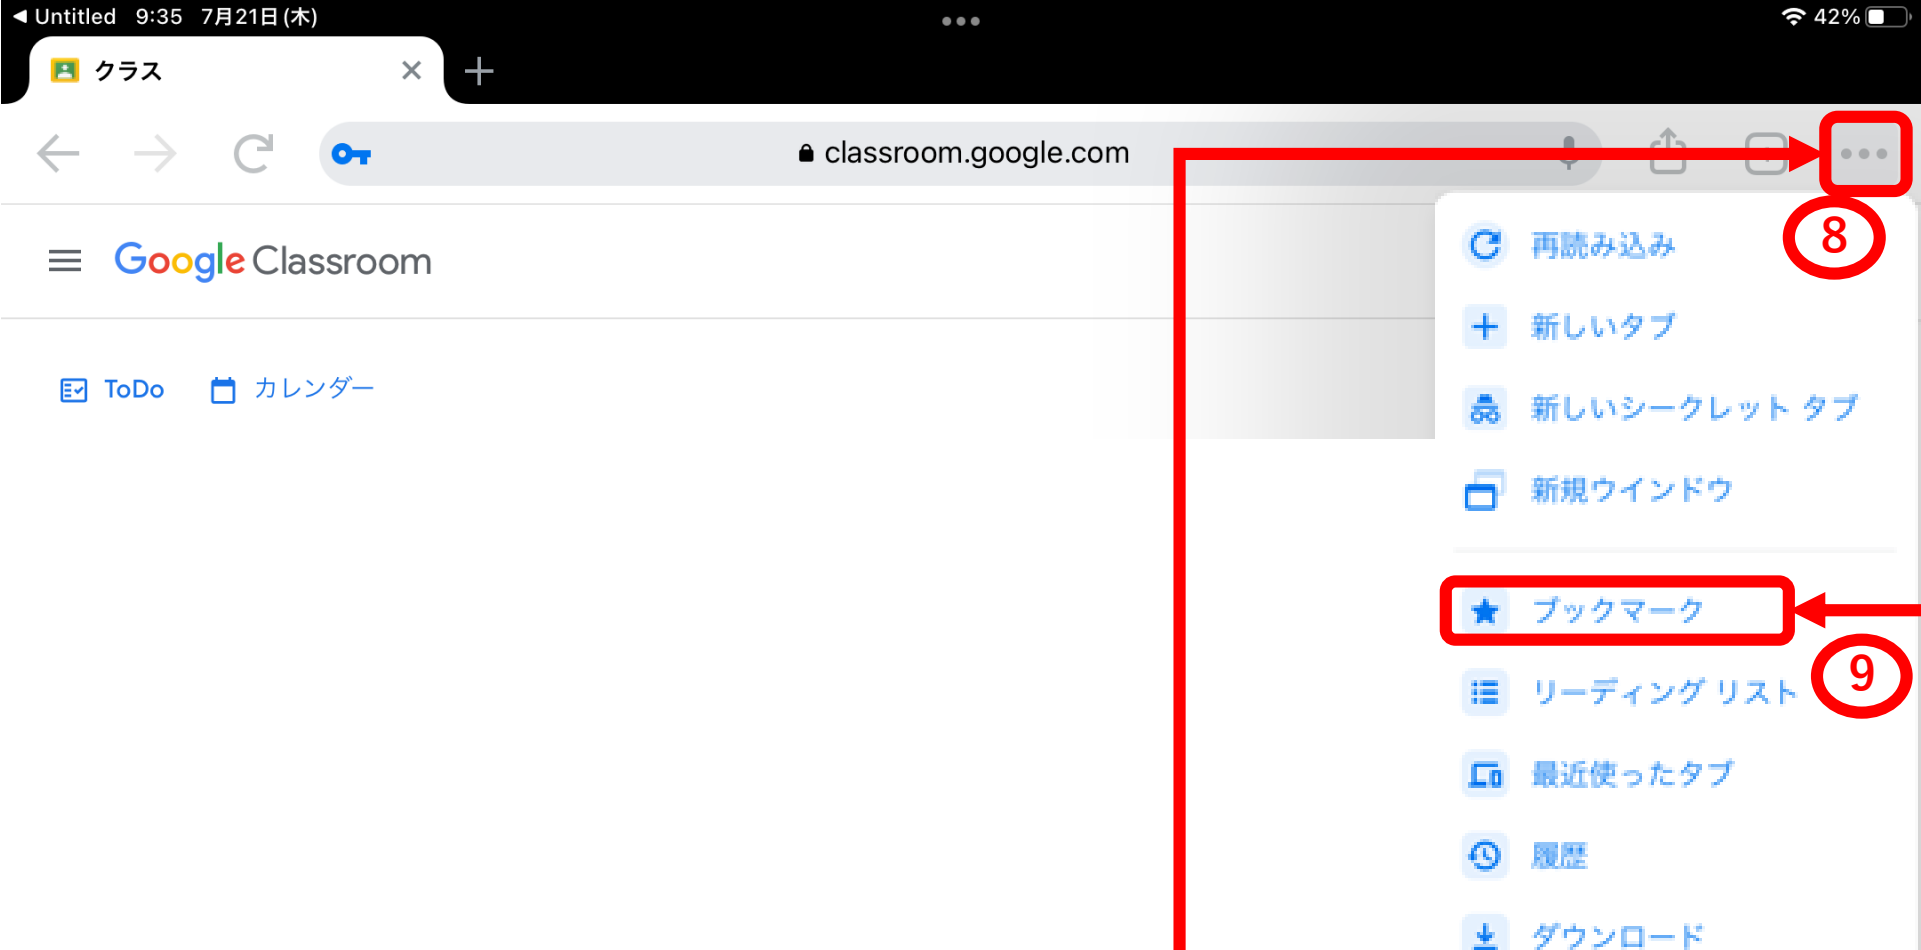 Untitled 9:35 7月21日(木) 42%
クラス
classroom.google.com
Google Classroom
ToDo カレンダー
8
再読み込み
新しいタブ
新しいシークレット タブ
新規ウインドウ
ブックマーク
9
リーディング リスト
最近使ったタブ
履歴
ダウンロード